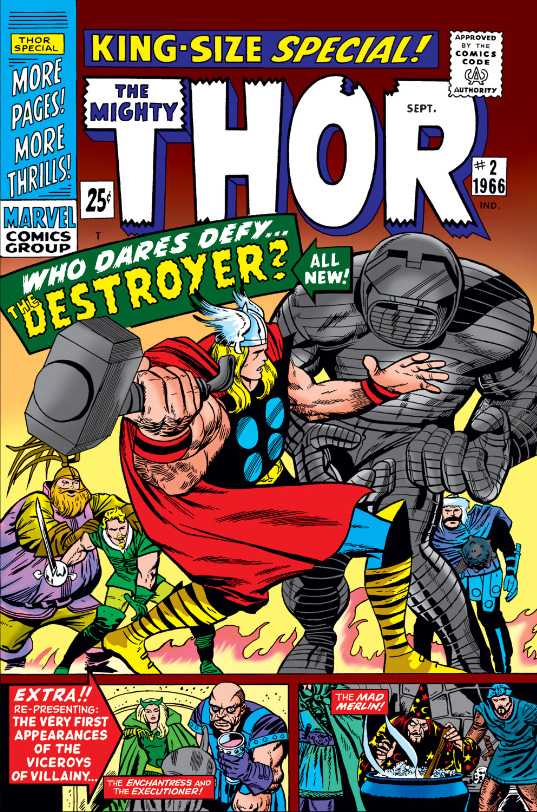 THOR
SPECIAL
MORE
PAGES!
MORE
THRILLS!
MARVEL
COMICS
GROUP
KING-SIZE SPECIAL!
APPROVED
BY THE
COMICS
CODE
CA
AUTHORITY
THE
MIGHTY
THOR
SEPT.
#2
1966
IND.
25¢
T
WHO DARES DEFY...
THE DESTROYER?
ALL
NEW!
EXTRA!!
RE-PRESENTING:
THE VERY FIRST
APPEARANCES
OF THE
VICEROYS
OF VILLAINY...
THE ENCHANTRESS AND
THE EXECUTIONER!
THE MAD
MERLIN!